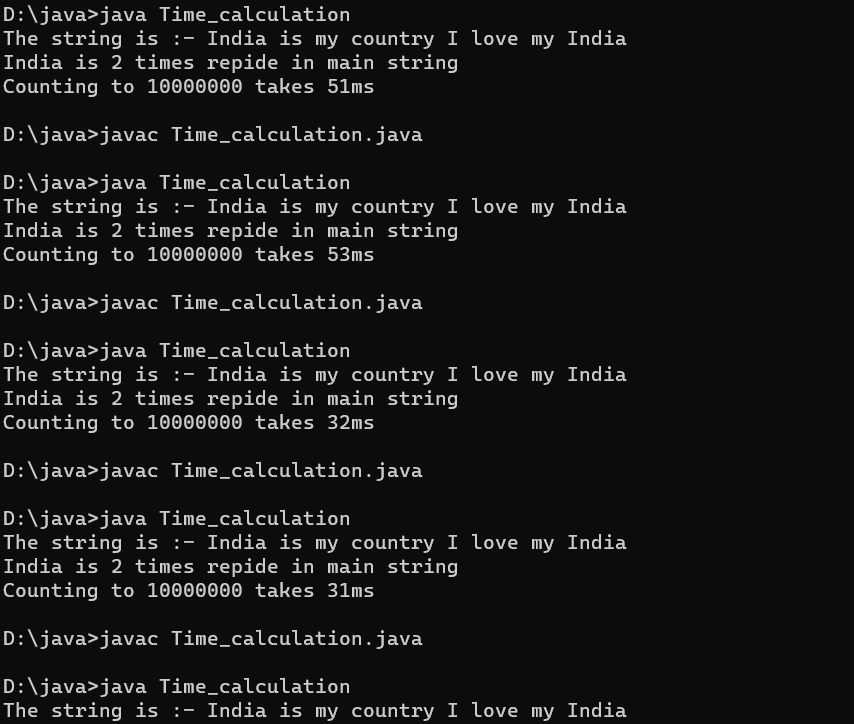 D:\java>java Time_calculation
The string is :- India is my country I love my India
India is 2 times repide in main string
Counting to 10000000 takes 51ms
D:\java>javac Time_calculation.java
D:\java>java Time_calculation
The string is :- India is my country I love my India
India is 2 times repide in main string
Counting to 10000000 takes 53ms
D:\java>javac Time_calculation.java
D:\java>java Time_calculation
The string is :- India is my country I love my India
India is 2 times repide in main string
Counting to 10000000 takes 32ms
D:\java>javac Time_calculation.java
D:\java>java Time_calculation
The string is :- India is my country I love my India
India is 2 times repide in main string
Counting to 10000000 takes 31ms
D:\java>javac Time_calculation.java
D:\java>java Time_calculation
The string is :- India is my country I love my India